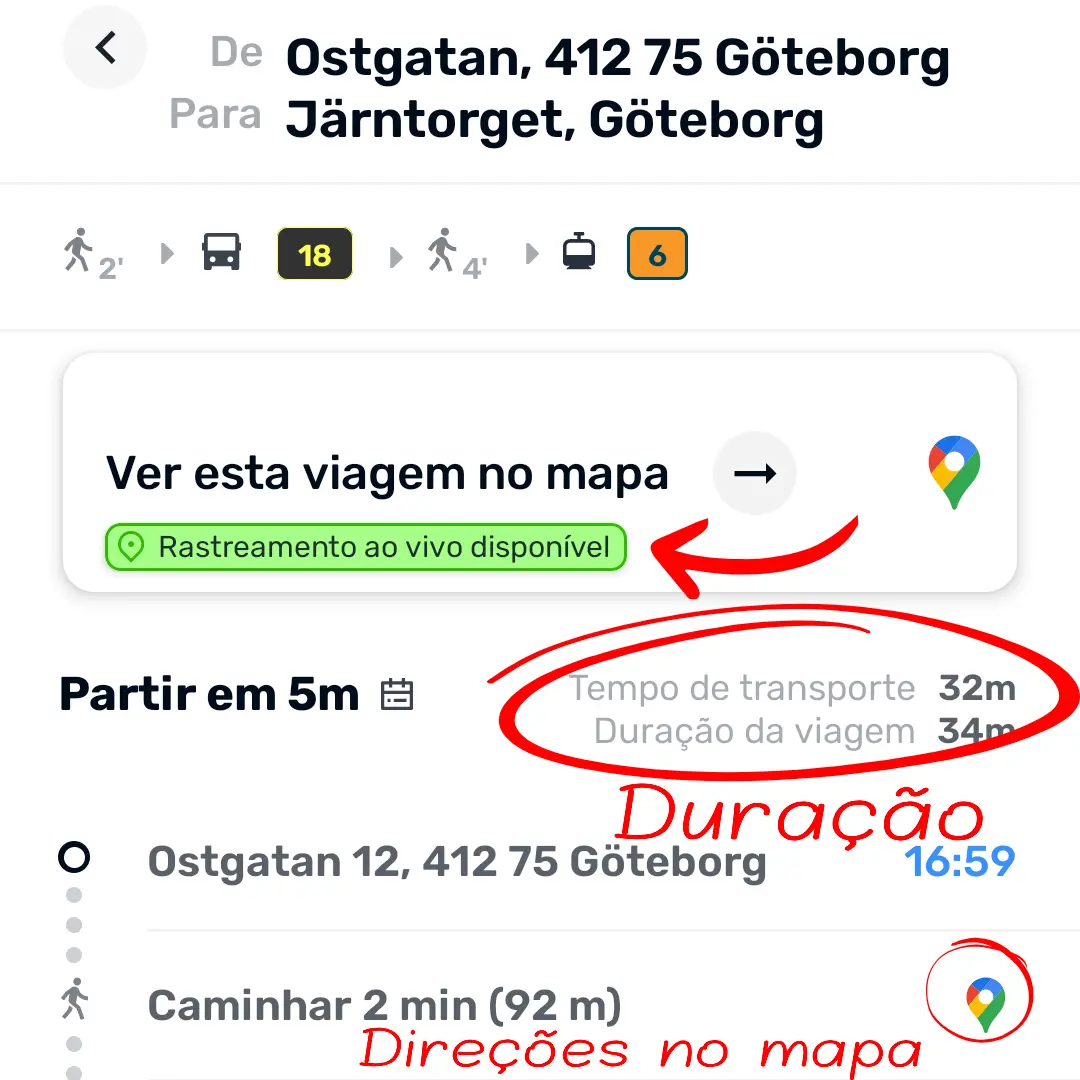 De Ostgatan, 412 75 Göteborg
Para Järntorget, Göteborg
2' 18 4' 6
Ver esta viagem no mapa
Rastreamento ao vivo disponível
Partir em 5m
Tempo de transporte 32m
Duração da viagem 34m
Duração
Ostgatan 12, 412 75 Göteborg 16:59
Caminhar 2 min (92 m)
Direções no mapa